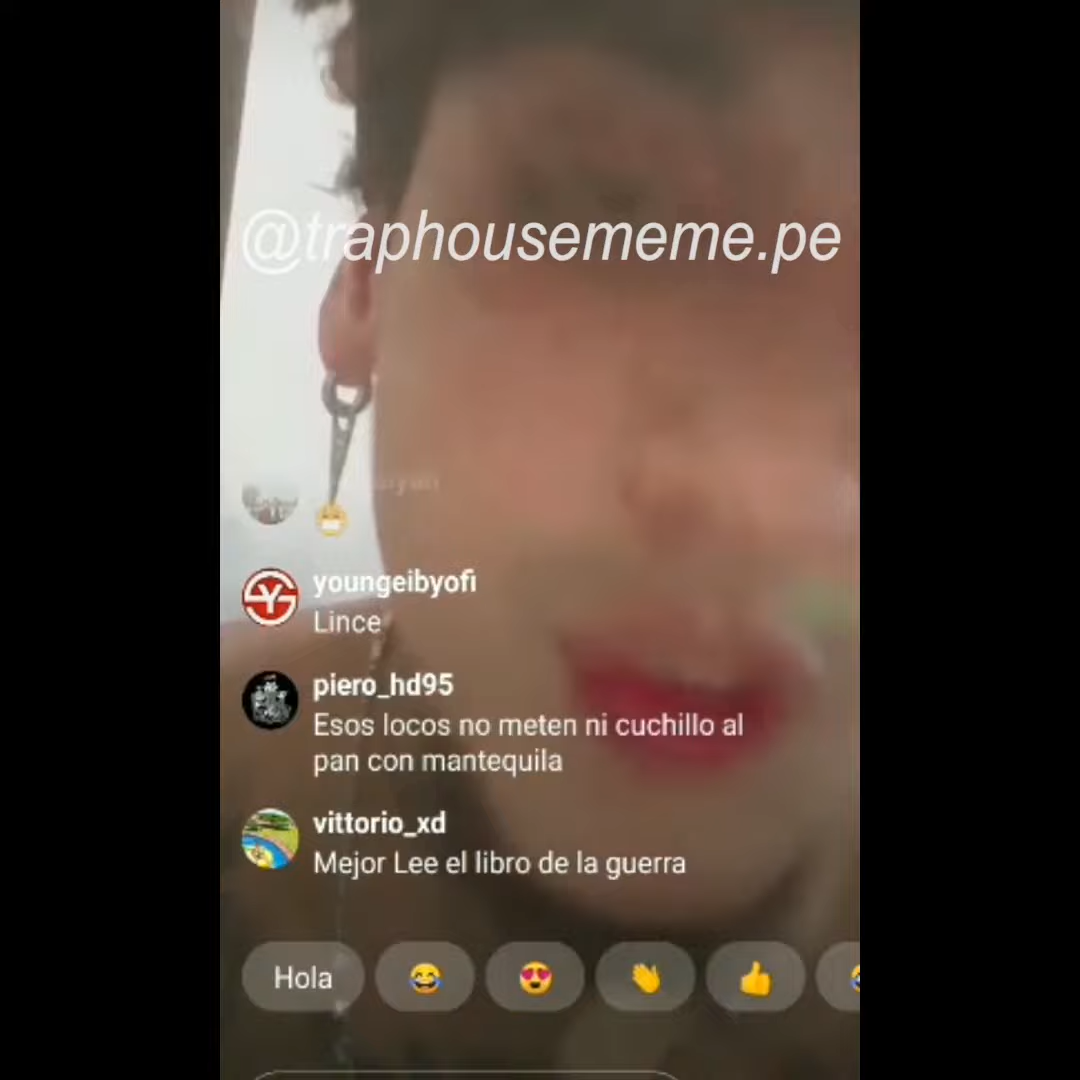 @traphousememe.pe
youngeibyofi
Lince
piero_hd95
Esos locos no meten ni cuchillo al
pan con mantequila
vittorio_xd
Mejor Lee el libro de la guerra
Hola